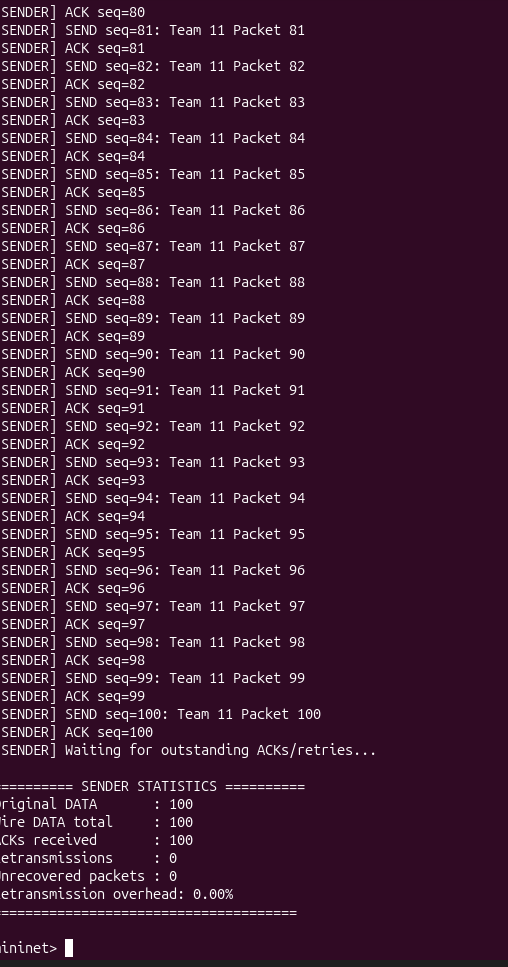 SENDER] ACK seq=80
SENDER] SEND seq=81: Team 11 Packet 81
SENDER] ACK seq=81
SENDER] SEND seq=82: Team 11 Packet 82
SENDER] ACK seq=82
SENDER] SEND seq=83: Team 11 Packet 83
SENDER] ACK seq=83
SENDER] SEND seq=84: Team 11 Packet 84
SENDER] ACK seq=84
SENDER] SEND seq=85: Team 11 Packet 85
SENDER] ACK seq=85
SENDER] SEND seq=86: Team 11 Packet 86
SENDER] ACK seq=86
SENDER] SEND seq=87: Team 11 Packet 87
SENDER] ACK seq=87
SENDER] SEND seq=88: Team 11 Packet 88
SENDER] ACK seq=88
SENDER] SEND seq=89: Team 11 Packet 89
SENDER] ACK seq=89
SENDER] SEND seq=90: Team 11 Packet 90
SENDER] ACK seq=90
SENDER] SEND seq=91: Team 11 Packet 91
SENDER] ACK seq=91
SENDER] SEND seq=92: Team 11 Packet 92
SENDER] ACK seq=92
SENDER] SEND seq=93: Team 11 Packet 93
SENDER] ACK seq=93
SENDER] SEND seq=94: Team 11 Packet 94
SENDER] ACK seq=94
SENDER] SEND seq=95: Team 11 Packet 95
SENDER] ACK seq=95
SENDER] SEND seq=96: Team 11 Packet 96
SENDER] ACK seq=96
SENDER] SEND seq=97: Team 11 Packet 97
SENDER] ACK seq=97
SENDER] SEND seq=98: Team 11 Packet 98
SENDER] ACK seq=98
SENDER] SEND seq=99: Team 11 Packet 99
SENDER] ACK seq=99
SENDER] SEND seq=100: Team 11 Packet 100
SENDER] ACK seq=100
SENDER] Waiting for outstanding ACKs/retries...
========== SENDER STATISTICS ==========
riginal DATA : 100
ire DATA total : 100
CKs received : 100
etransmissions : 0
nrecovered packets : 0
etransmission overhead: 0.00%
=====================================
ininet>